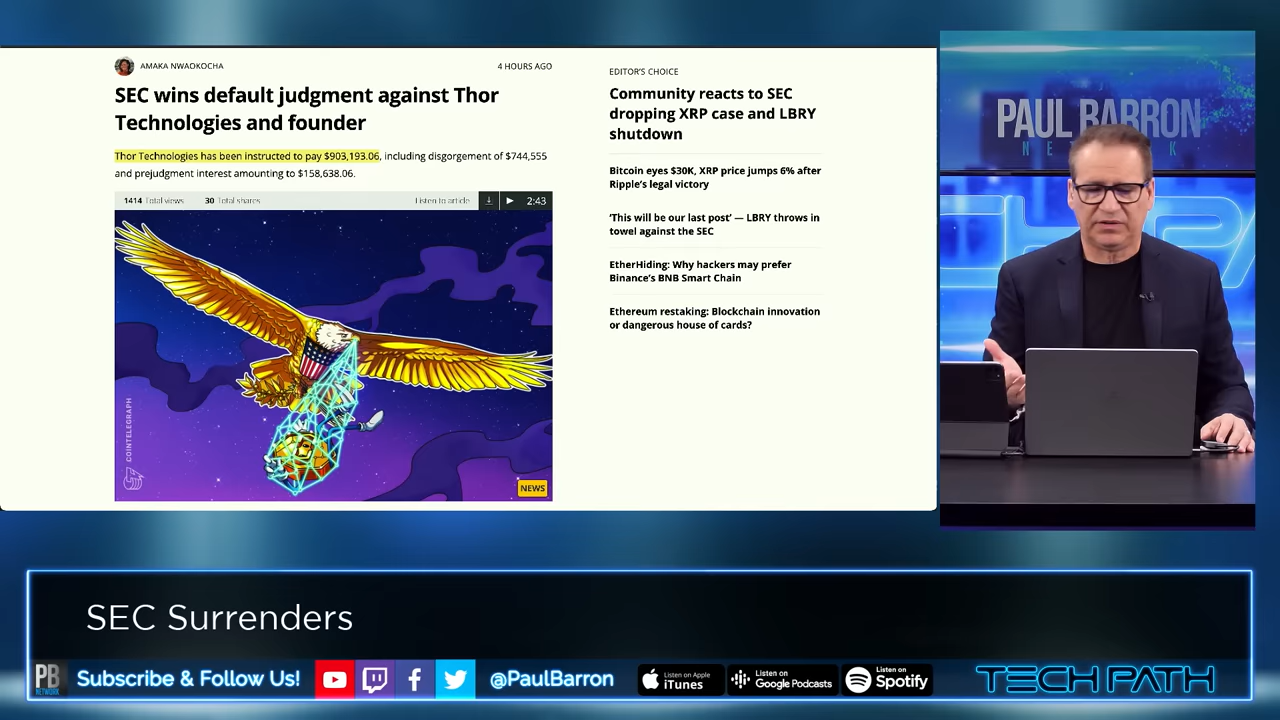 AMAKA NWAOKOCHA
4 HOURS AGO
SEC wins default judgment against Thor
Technologies and founder
Thor Technologies has been instructed to pay $903,193.06, including disgorgement of $744,555
and prejudgment interest amounting to $158,638.06.
1414 Total views 30 Total shares Listen to article 2:43
COINTELEGRAPH
NEWS
EDITOR'S CHOICE
Community reacts to SEC
dropping XRP case and LBRY
shutdown
Bitcoin eyes $30K, XRP price jumps 6% after
Ripple's legal victory
'This will be our last post' — LBRY throws in
towel against the SEC
EtherHiding: Why hackers may prefer
Binance's BNB Smart Chain
Ethereum restaking: Blockchain innovation
or dangerous house of cards?
PAUL BARRON
NETWORK
SEC Surrenders
PB
NETWORK
Subscribe & Follow Us!
@PaulBarron
Listen on Apple
iTunes
Listen on
Google Podcasts
Listen on
Spotify
TECH PATH